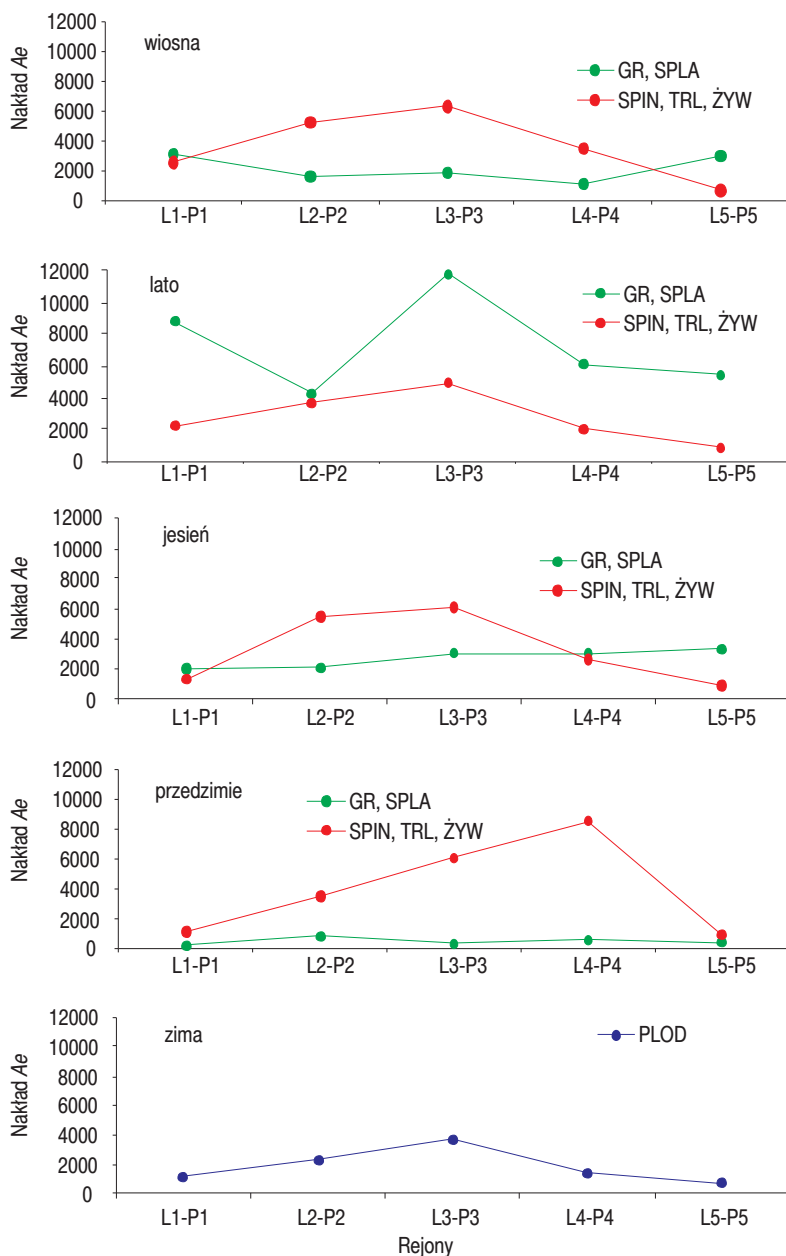 wiosna
Nakład Ae
12000
10000
8000
6000
4000
2000
0
GR, SPLA
SPIN, TRL, ŻYW
L1-P1 L2-P2 L3-P3 L4-P4 L5-P5
lato
Nakład Ae
12000
10000
8000
6000
4000
2000
0
GR, SPLA
SPIN, TRL, ŻYW
L1-P1 L2-P2 L3-P3 L4-P4 L5-P5
jesień
Nakład Ae
12000
10000
8000
6000
4000
2000
0
GR, SPLA
SPIN, TRL, ŻYW
L1-P1 L2-P2 L3-P3 L4-P4 L5-P5
przedzimie
Nakład Ae
12000
10000
8000
6000
4000
2000
0
GR, SPLA
SPIN, TRL, ŻYW
L1-P1 L2-P2 L3-P3 L4-P4 L5-P5
zima
Nakład Ae
12000
10000
8000
6000
4000
2000
0
PLOD
L1-P1 L2-P2 L3-P3 L4-P4 L5-P5
Rejony